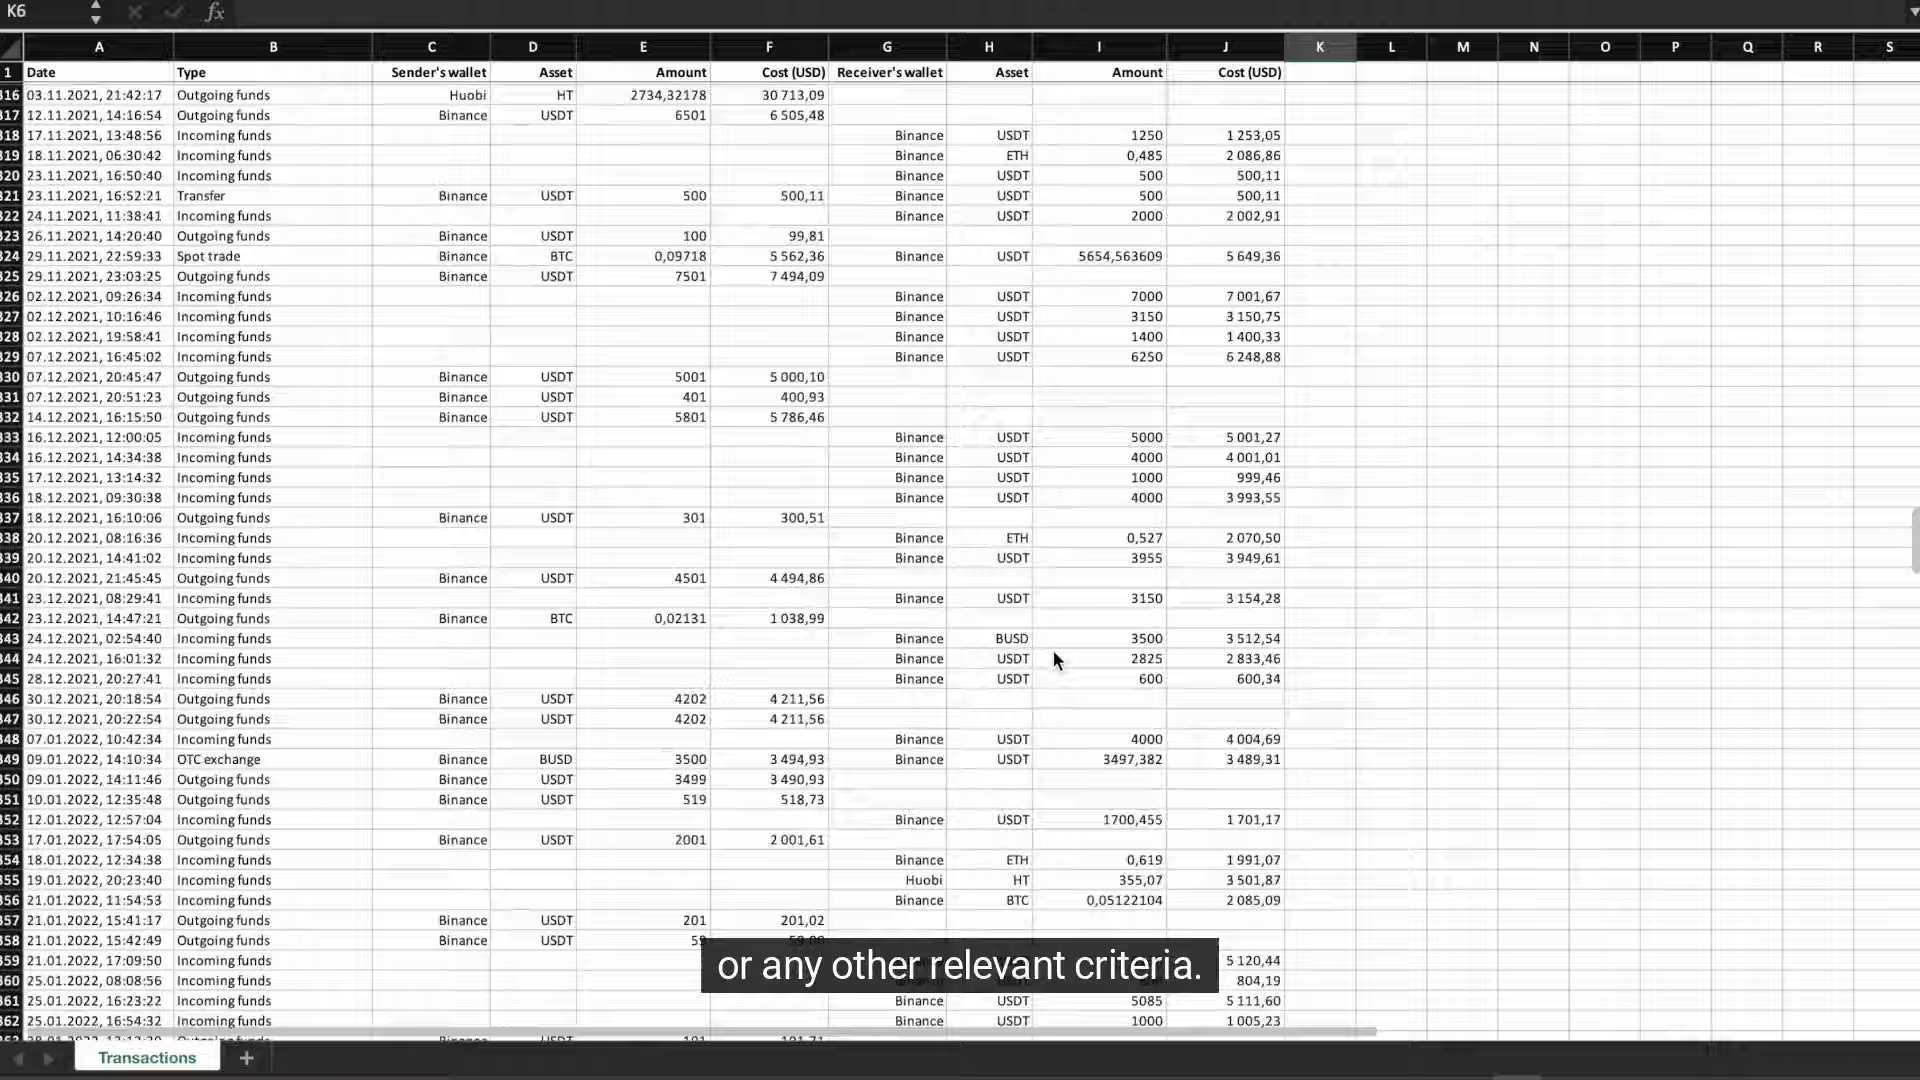 K6 fx
A B C D E F G H I J K L M N O P Q R S
1 Date Type Sender's wallet Asset Amount Cost (USD) Receiver's wallet Asset Amount Cost (USD)
316 03.11.2021, 21:42:17 Outgoing funds Huobi HT 2734,32178 30 713,09
317 12.11.2021, 14:16:54 Outgoing funds Binance USDT 6501 6 505,48
318 17.11.2021, 13:48:56 Incoming funds Binance USDT 1250 1 253,05
319 18.11.2021, 06:30:42 Incoming funds Binance ETH 0,485 2 086,86
320 23.11.2021, 16:50:40 Incoming funds Binance USDT 500 500,11
321 23.11.2021, 16:52:21 Transfer Binance USDT 500 500,11 Binance USDT 500 500,11
322 24.11.2021, 11:38:41 Incoming funds Binance USDT 2000 2 002,91
323 26.11.2021, 14:20:40 Outgoing funds Binance USDT 100 99,81
324 29.11.2021, 22:59:33 Spot trade Binance BTC 0,09718 5 562,36 Binance USDT 5654,563609 5 649,36
325 29.11.2021, 23:03:25 Outgoing funds Binance USDT 7501 7 494,09
326 02.12.2021, 09:26:34 Incoming funds Binance USDT 7000 7 001,67
327 02.12.2021, 10:16:46 Incoming funds Binance USDT 3150 3 150,75
328 02.12.2021, 19:58:41 Incoming funds Binance USDT 1400 1 400,33
329 07.12.2021, 16:45:02 Incoming funds Binance USDT 6250 6 248,88
330 07.12.2021, 20:45:47 Outgoing funds Binance USDT 5001 5 000,10
331 07.12.2021, 20:51:23 Outgoing funds Binance USDT 401 400,93
332 14.12.2021, 16:15:50 Outgoing funds Binance USDT 5801 5 786,46
333 16.12.2021, 12:00:05 Incoming funds Binance USDT 5000 5 001,27
334 16.12.2021, 14:34:38 Incoming funds Binance USDT 4000 4 001,01
335 17.12.2021, 13:14:32 Incoming funds Binance USDT 1000 999,46
336 18.12.2021, 09:30:38 Incoming funds Binance USDT 4000 3 993,55
337 18.12.2021, 16:10:06 Outgoing funds Binance USDT 301 300,51
338 20.12.2021, 08:16:36 Incoming funds Binance ETH 0,527 2 070,50
339 20.12.2021, 14:41:02 Incoming funds Binance USDT 3955 3 949,61
340 20.12.2021, 21:45:45 Outgoing funds Binance USDT 4501 4 494,86
341 23.12.2021, 08:29:41 Incoming funds Binance USDT 3150 3 154,28
342 23.12.2021, 14:47:21 Outgoing funds Binance BTC 0,02131 1 038,99
343 24.12.2021, 02:54:40 Incoming funds Binance BUSD 3500 3 512,54
344 24.12.2021, 16:01:32 Incoming funds Binance USDT 2825 2 833,46
345 28.12.2021, 20:27:41 Incoming funds Binance USDT 600 600,34
346 30.12.2021, 20:18:54 Outgoing funds Binance USDT 4202 4 211,56
347 30.12.2021, 20:22:54 Outgoing funds Binance USDT 4202 4 211,56
348 07.01.2022, 10:42:34 Incoming funds Binance USDT 4000 4 004,69
349 09.01.2022, 14:10:34 OTC exchange Binance BUSD 3500 3 494,93 Binance USDT 3497,382 3 489,31
350 09.01.2022, 14:11:46 Outgoing funds Binance USDT 3499 3 490,93
351 10.01.2022, 12:35:48 Outgoing funds Binance USDT 519 518,73
352 12.01.2022, 12:57:04 Incoming funds Binance USDT 1700,455 1 701,17
353 17.01.2022, 17:54:05 Outgoing funds Binance USDT 2001 2 001,61
354 18.01.2022, 12:34:38 Incoming funds Binance ETH 0,619 1 991,07
355 19.01.2022, 20:23:40 Incoming funds Huobi HT 355,07 3 501,87
356 21.01.2022, 11:54:53 Incoming funds Binance BTC 0,05122104 2 085,09
357 21.01.2022, 15:41:17 Outgoing funds Binance USDT 201 201,02
358 21.01.2022, 15:42:49 Outgoing funds Binance USDT 59
359 21.01.2022, 17:09:50 Incoming funds 5 120,44
360 25.01.2022, 08:08:56 Incoming funds 804,19
361 25.01.2022, 16:23:22 Incoming funds Binance USDT 5085 5 111,60
362 25.01.2022, 16:54:32 Incoming funds Binance USDT 1000 1 005,23
or any other relevant criteria.
Transactions +